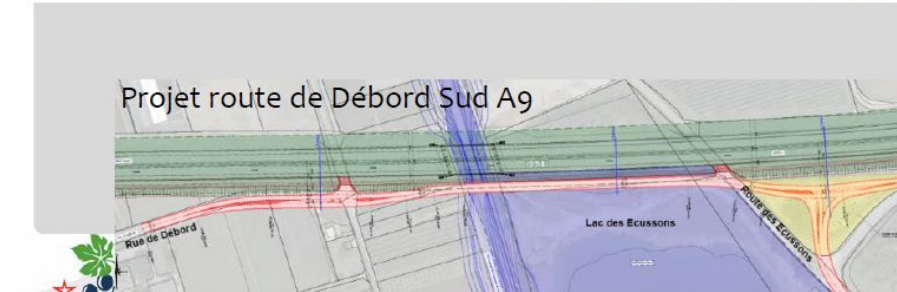 Projet route de Débord Sud A9
Rue de Débord
Lac des Ecussons
Route des Ecussons